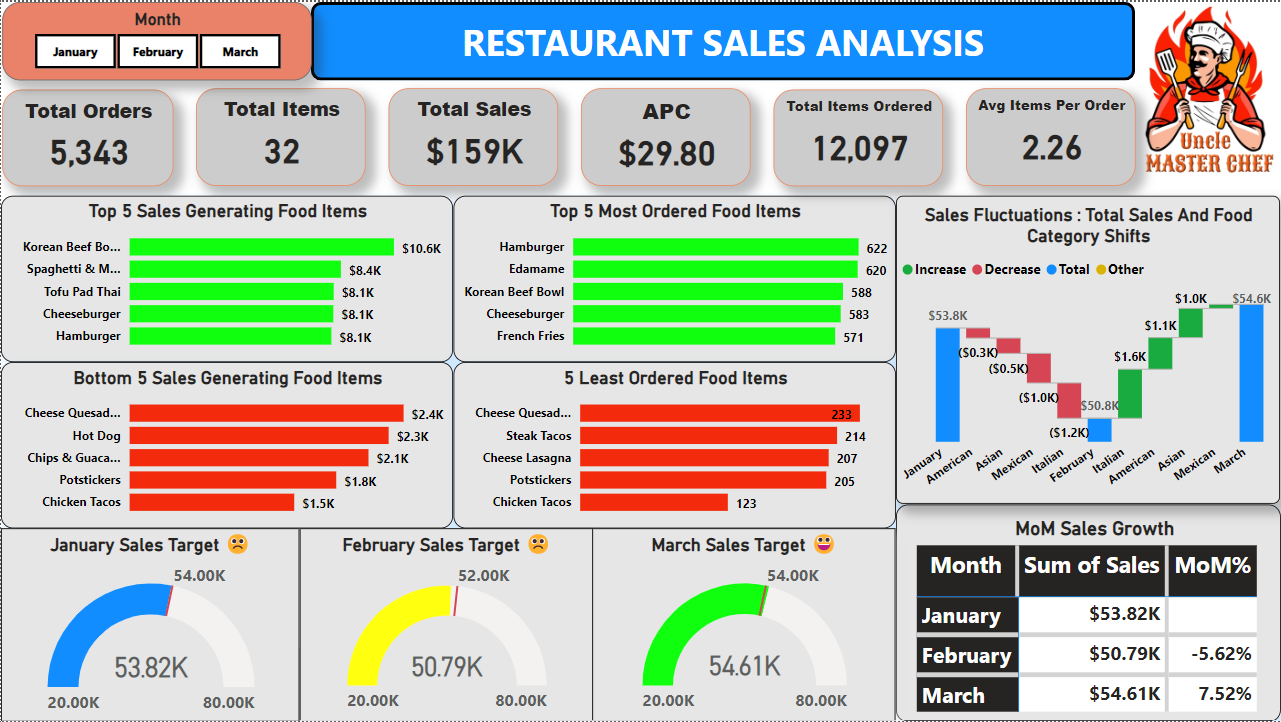 Month
January February March
RESTAURANT SALES ANALYSIS
Uncle
MASTER CHEF
Total Orders
5,343
Total Items
32
Total Sales
$159K
APC
$29.80
Total Items Ordered
12,097
Avg Items Per Order
2.26
Top 5 Sales Generating Food Items
Korean Beef Bo... $10.6K
Spaghetti & M... $8.4K
Tofu Pad Thai $8.1K
Cheeseburger $8.1K
Hamburger $8.1K
Top 5 Most Ordered Food Items
Hamburger 622
Edamame 620
Korean Beef Bowl 588
Cheeseburger 583
French Fries 571
Sales Fluctuations : Total Sales And Food
Category Shifts
Increase Decrease Total Other
$53.8K
($0.3K)
($0.5K)
($1.0K)
($1.2K)
$50.8K
$1.6K
$1.1K
$1.0K
$54.6K
January
American
Asian
Mexican
Italian
February
Italian
American
Asian
Mexican
March
Bottom 5 Sales Generating Food Items
Cheese Quesad... $2.4K
Hot Dog $2.3K
Chips & Guaca... $2.1K
Potstickers $1.8K
Chicken Tacos $1.5K
5 Least Ordered Food Items
Cheese Quesad... 233
Steak Tacos 214
Cheese Lasagna 207
Potstickers 205
Chicken Tacos 123
January Sales Target
54.00K
53.82K
20.00K 80.00K
February Sales Target
52.00K
50.79K
20.00K 80.00K
March Sales Target
54.00K
54.61K
20.00K 80.00K
MoM Sales Growth
Month Sum of Sales MoM%
January $53.82K
February $50.79K -5.62%
March $54.61K 7.52%